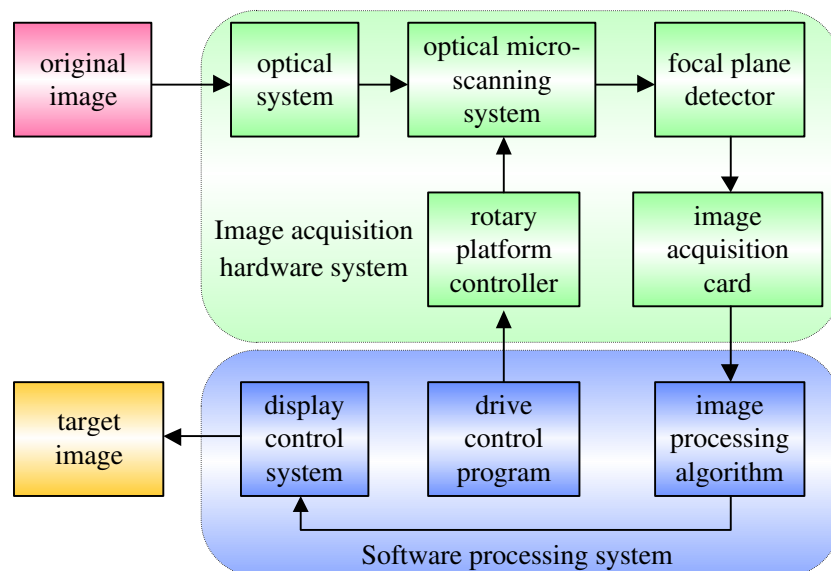 original
image
optical
system
optical micro-
scanning
system
focal plane
detector
Image acquisition
hardware system
rotary
platform
controller
image
acquisition
card
target
image
display
control
system
drive
control
program
image
processing
algorithm
Software processing system